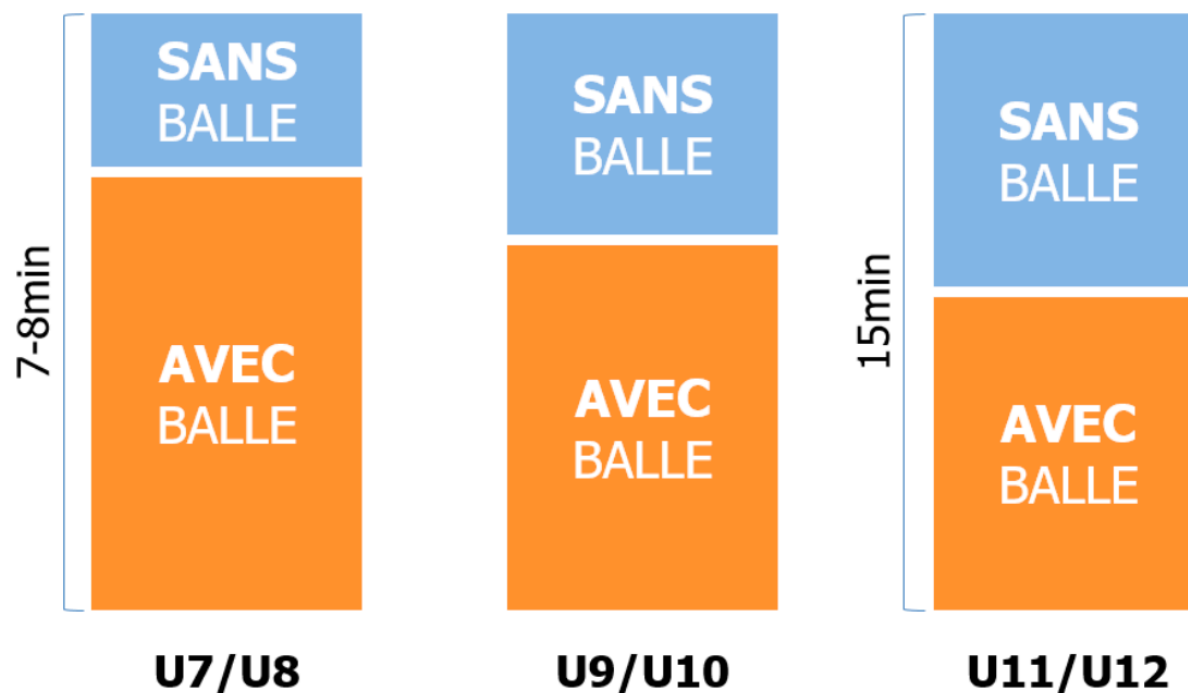 SANS
BALLE
AVEC
BALLE
7-8min
U7/U8
SANS
BALLE
AVEC
BALLE
U9/U10
SANS
BALLE
AVEC
BALLE
15min
U11/U12